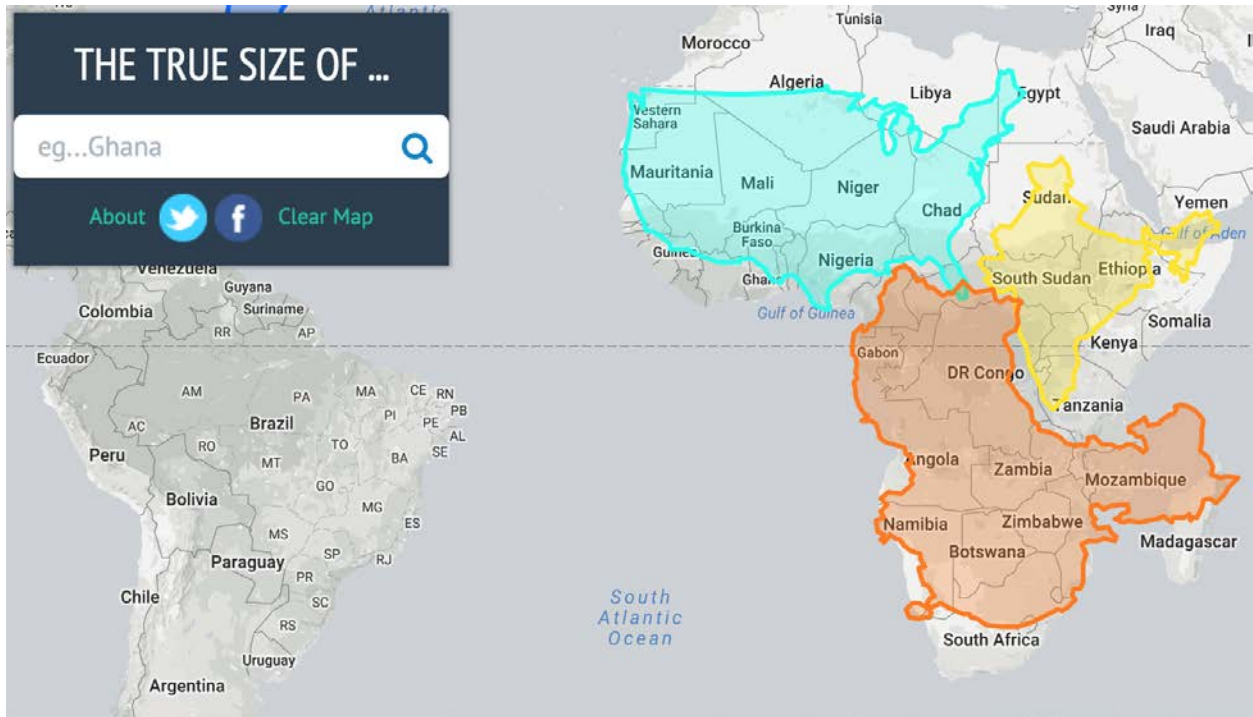 Atlantic
THE TRUE SIZE OF ...
eg...Ghana
About
f
Clear Map
Tunisia
Syria
Iraq
Morocco
Algeria
Libya
Egypt
Western
Sahara
Saudi Arabia
Mauritania
Mali
Niger
Chad
Sudan
Yemen
Gulf of Aden
Burkina
Faso
Guinea
Ghana
Nigeria
South Sudan
Ethiopia
Gulf of Guinea
Somalia
Kenya
Gabon
DR Congo
Tanzania
Angola
Zambia
Mozambique
Namibia
Zimbabwe
Botswana
Madagascar
South Africa
Venezuela
Guyana
Suriname
Colombia
RR
AP
Ecuador
AM
PA
MA
CE
RN
PB
PI
PE
AL
AC
Brazil
TO
SE
Peru
RO
MT
BA
GO
Bolivia
MG
MS
ES
SP
RJ
Paraguay
PR
Chile
SC
RS
Uruguay
Argentina
South
Atlantic
Ocean